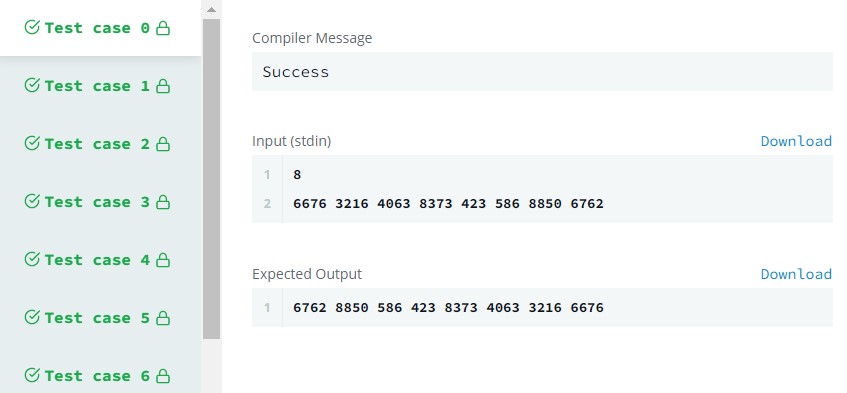 Test case 0
Test case 1
Test case 2
Test case 3
Test case 4
Test case 5
Test case 6
Compiler Message
Success
Input (stdin)
Download
1 8
2 6676 3216 4063 8373 423 586 8850 6762
Expected Output
Download
1 6762 8850 586 423 8373 4063 3216 6676